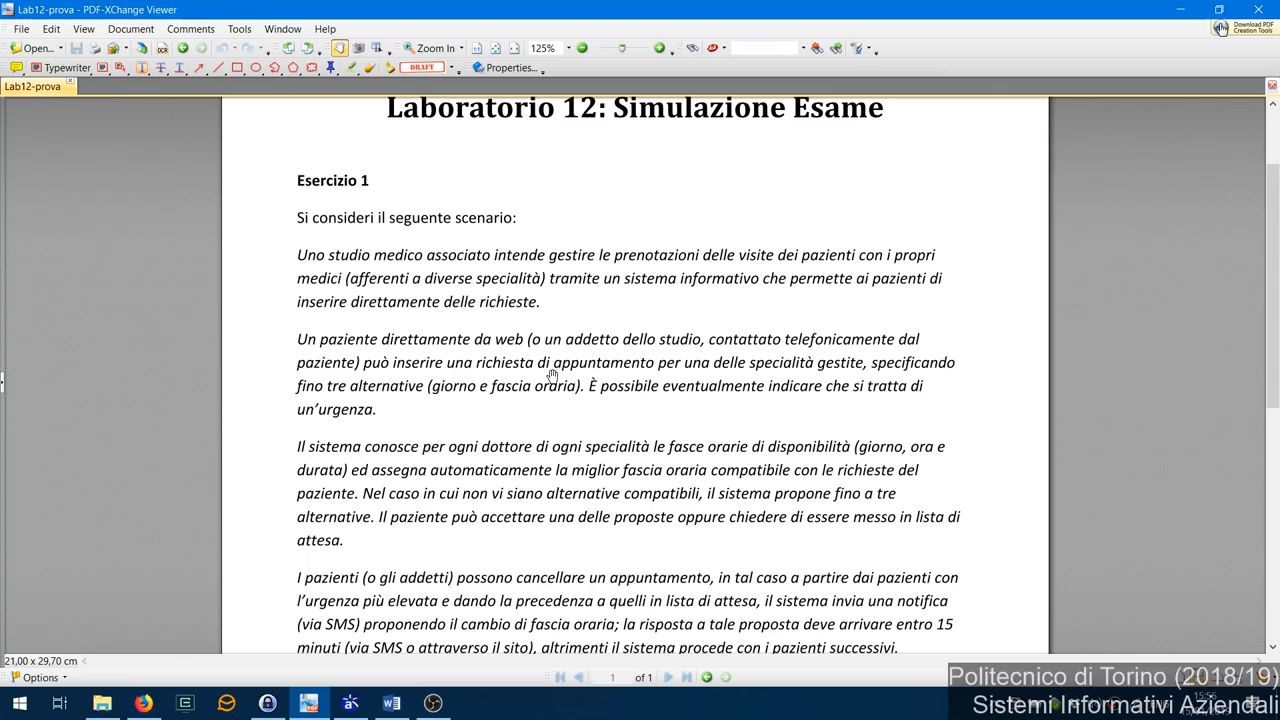 Lab12-prova - PDF-XChange Viewer
File Edit View Document Comments Tools Window Help
Download PDF
Creation Tools
Open... Zoom In 125%
Typewriter DRAFT Properties...
Lab12-prova
Laboratorio 12: Simulazione Esame
Esercizio 1
Si consideri il seguente scenario:
Uno studio medico associato intende gestire le prenotazioni delle visite dei pazienti con i propri
medici (afferenti a diverse specialità) tramite un sistema informativo che permette ai pazienti di
inserire direttamente delle richieste.
Un paziente direttamente da web (o un addetto dello studio, contattato telefonicamente dal
paziente) può inserire una richiesta di appuntamento per una delle specialità gestite, specificando
fino tre alternative (giorno e fascia oraria). È possibile eventualmente indicare che si tratta di
un’urgenza.
Il sistema conosce per ogni dottore di ogni specialità le fasce orarie di disponibilità (giorno, ora e
durata) ed assegna automaticamente la miglior fascia oraria compatibile con le richieste del
paziente. Nel caso in cui non vi siano alternative compatibili, il sistema propone fino a tre
alternative. Il paziente può accettare una delle proposte oppure chiedere di essere messo in lista di
attesa.
I pazienti (o gli addetti) possono cancellare un appuntamento, in tal caso a partire dai pazienti con
l’urgenza più elevata e dando la precedenza a quelli in lista di attesa, il sistema invia una notifica
(via SMS) proponendo il cambio di fascia oraria; la risposta a tale proposta deve arrivare entro 15
minuti (via SMS o attraverso il sito), altrimenti il sistema procede con i pazienti successivi.
21,00 x 29,70 cm
Options 1 of 1
Politecnico di Torino (2018/19)
Sistemi Informativi Aziendali
15:56